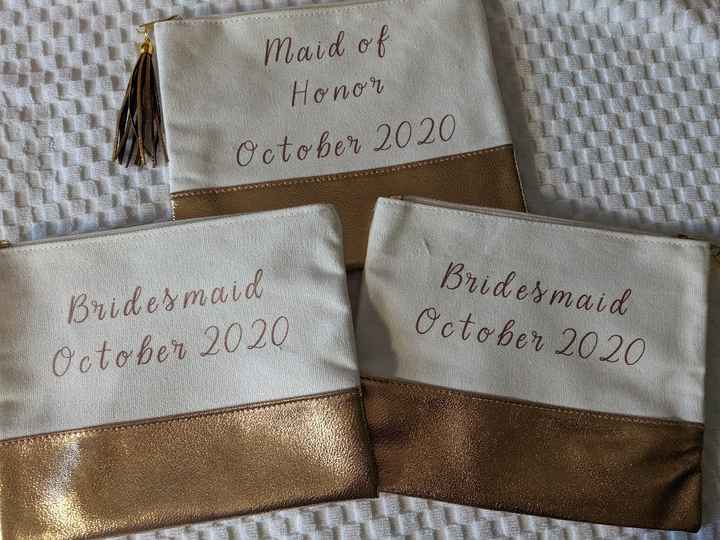 Maid of
Honor
October 2020
Bridesmaid
October 2020
Bridesmaid
October 2020